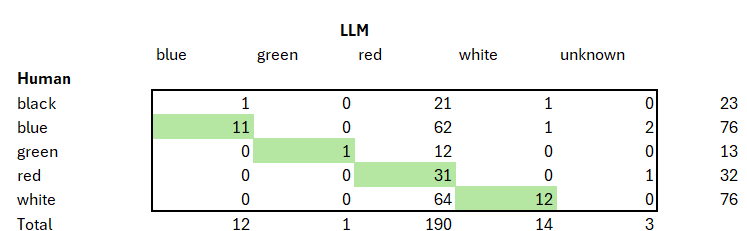 LLM
blue green red white unknown
Human
black 1 0 21 1 0 23
blue 11 0 62 1 2 76
green 0 1 12 0 0 13
red 0 0 31 0 1 32
white 0 0 64 12 0 76
Total 12 1 190 14 3